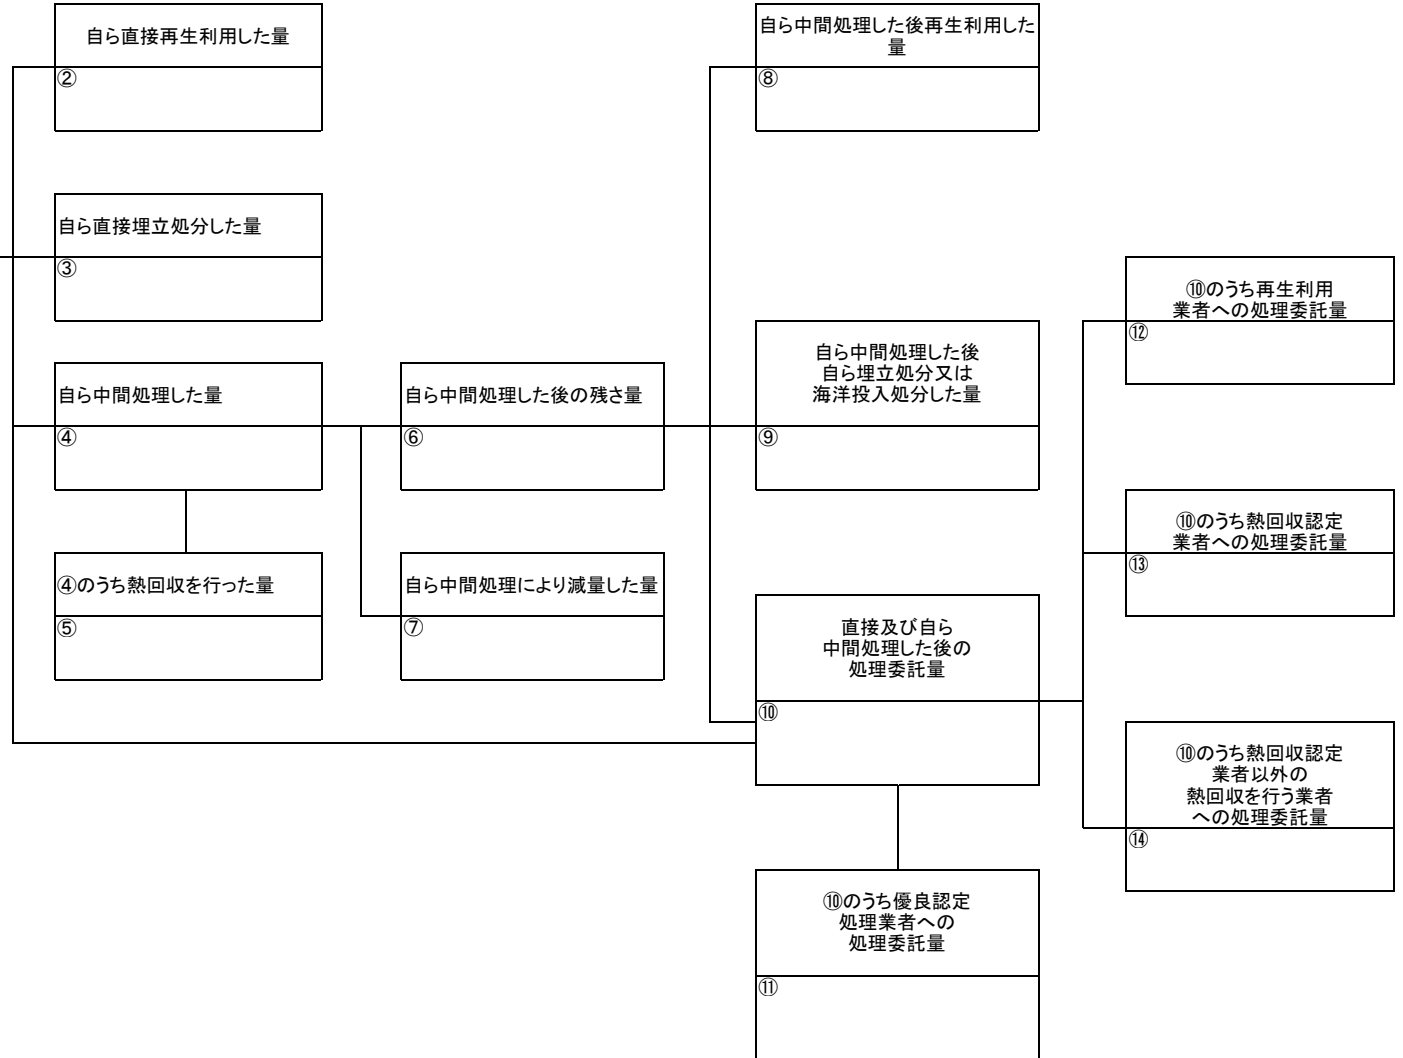 自ら直接再生利用した量
②
自ら直接埋立処分した量
③
自ら中間処理した量
④
④のうち熱回収を行った量
⑤
自ら中間処理した後の残さ量
⑥
自ら中間処理により減量した量
⑦
自ら中間処理した後再生利用した
量
⑧
自ら中間処理した後
自ら埋立処分又は
海洋投入処分した量
⑨
直接及び自ら
中間処理した後の
処理委託量
⑩
⑩のうち優良認定
処理業者への
処理委託量
⑪
⑩のうち再生利用
業者への処理委託量
⑫
⑩のうち熱回収認定
業者への処理委託量
⑬
⑩のうち熱回収認定
業者以外の
熱回収を行う業者
への処理委託量
⑭